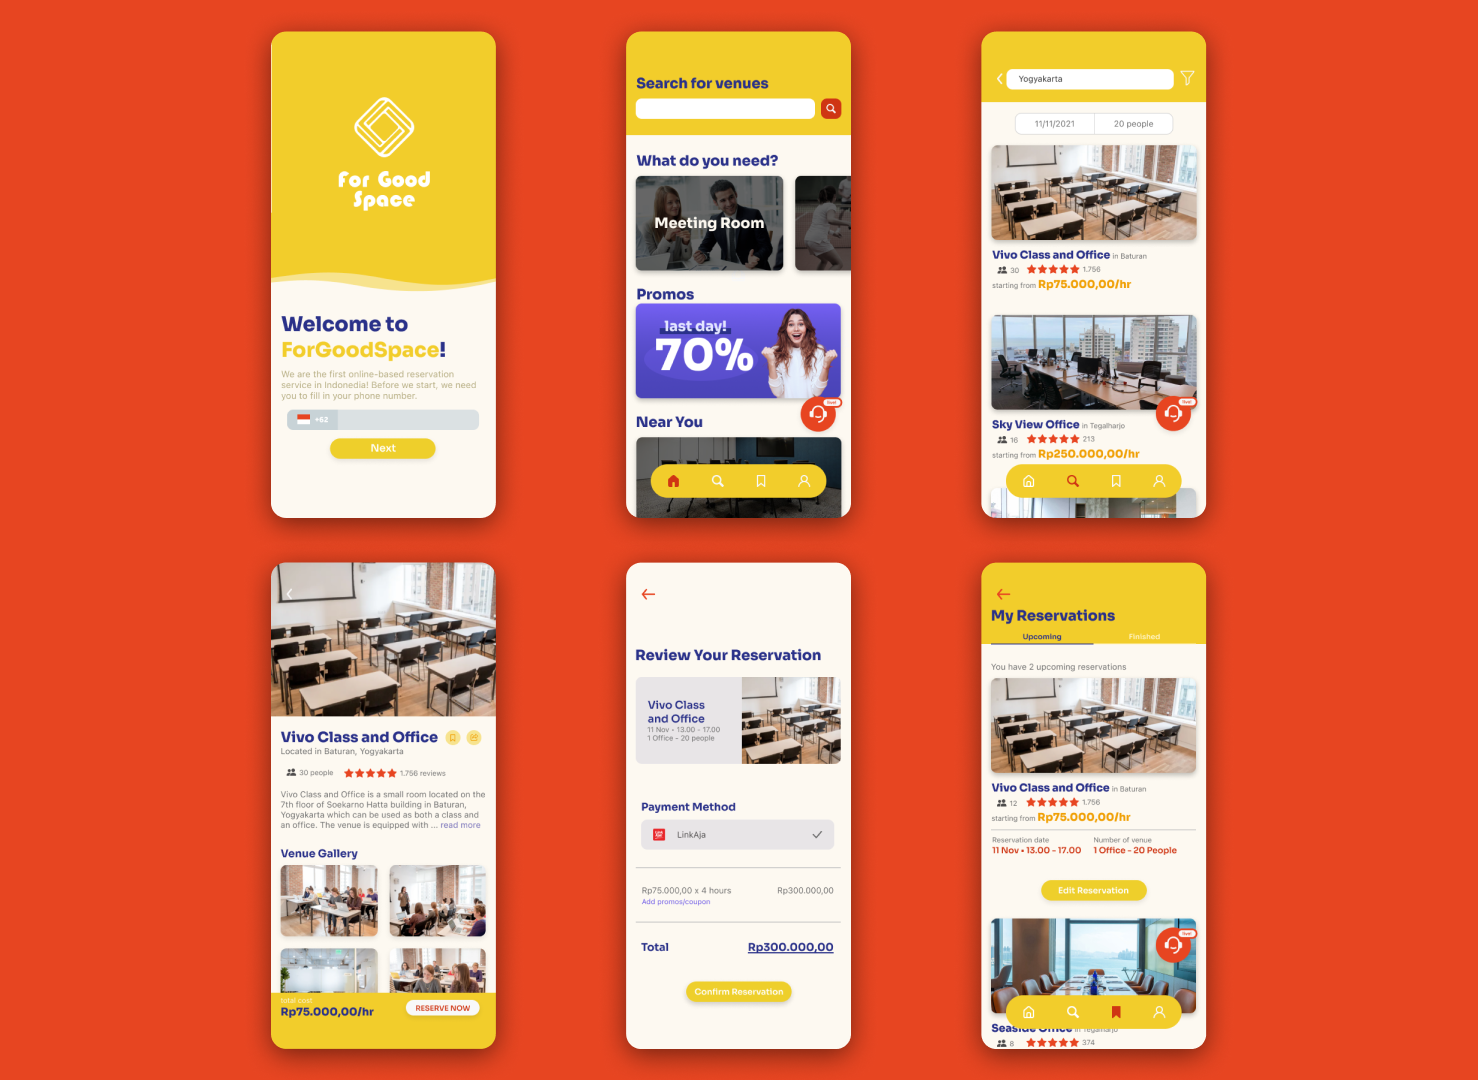 For Good
Space
Welcome to
ForGoodSpace!
We are the first online-based reservation
service in Indonedia! Before we start, we need
you to fill in your phone number.
+62
Next
Search for venues
What do you need?
Meeting Room
Promos
last day!
70%
live!
Near You
Yogyakarta
11/11/2021
20 people
Vivo Class and Office in Baturan
30
1.756
starting from Rp75.000,00/hr
live!
Sky View Office in Tegalharjo
16
213
starting from Rp250.000,00/hr
Vivo Class and Office
Located in Baturan, Yogyakarta
30 people
1.756 reviews
Vivo Class and Office is a small room located on the
7th floor of Soekarno Hatta building in Baturan,
Yogyakarta which can be used as both a class and
an office. The venue is equipped with ... read more
Venue Gallery
total cost
Rp75.000,00/hr
RESERVE NOW
Review Your Reservation
Vivo Class
and Office
11 Nov • 13.00 - 17.00
1 Office - 20 people
Payment Method
LinkAja
Rp75.000,00 x 4 hours
Rp300.000,00
Add promos/coupon
Total
Rp300.000,00
Confirm Reservation
My Reservations
Upcoming
Finished
You have 2 upcoming reservations
Vivo Class and Office in Baturan
12
1.756
starting from Rp75.000,00/hr
Reservation date
Number of venue
11 Nov • 13.00 - 17.00
1 Office - 20 People
Edit Reservation
live!
Seaside Office in Tegalharjo
8
374